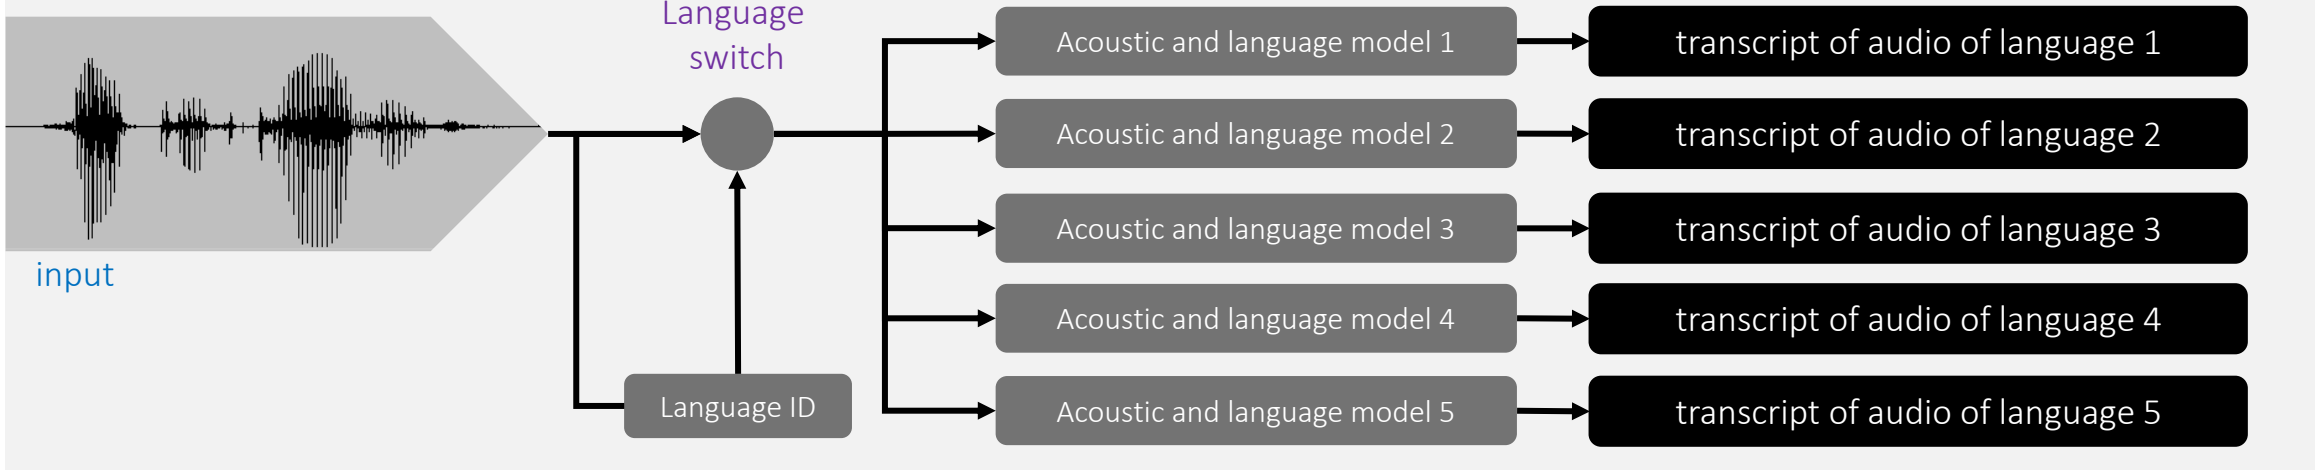 Language
switch
input
Language ID
Acoustic and language model 1
transcript of audio of language 1
Acoustic and language model 2
transcript of audio of language 2
Acoustic and language model 3
transcript of audio of language 3
Acoustic and language model 4
transcript of audio of language 4
Acoustic and language model 5
transcript of audio of language 5